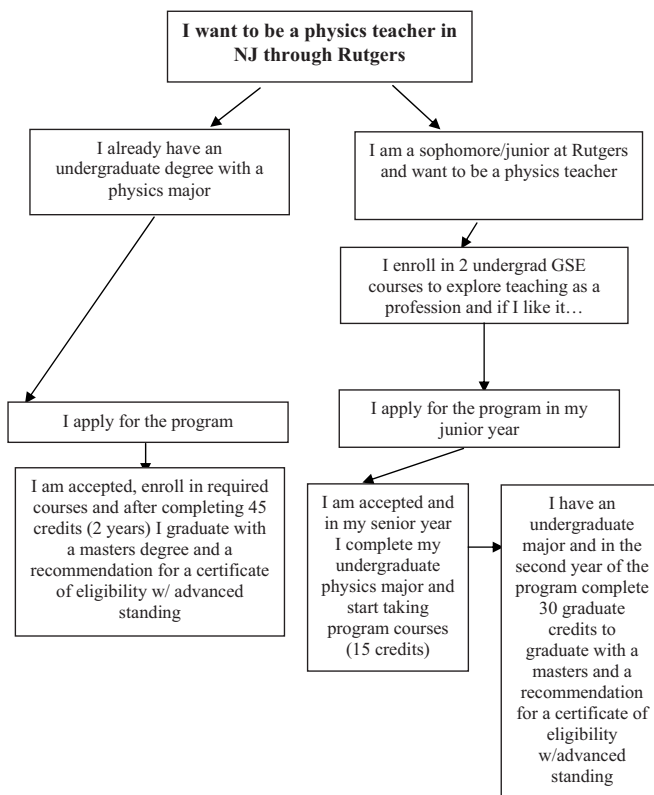 I want to be a physics teacher in
NJ through Rutgers
I already have an
undergraduate degree with a
physics major
I am a sophomore/junior at Rutgers
and want to be a physics teacher
I enroll in 2 undergrad GSE
courses to explore teaching as a
profession and if I like it…
I apply for the program
I apply for the program in my
junior year
I am accepted, enroll in required
courses and after completing 45
credits (2 years) I graduate with
a masters degree and a
recommendation for a certificate
of eligibility w/ advanced
standing
I am accepted and
in my senior year
I complete my
undergraduate
physics major and
start taking
program courses
(15 credits)
I have an
undergraduate
major and in the
second year of the
program complete
30 graduate
credits to
graduate with a
masters and a
recommendation
for a certificate of
eligibility
w/advanced
standing